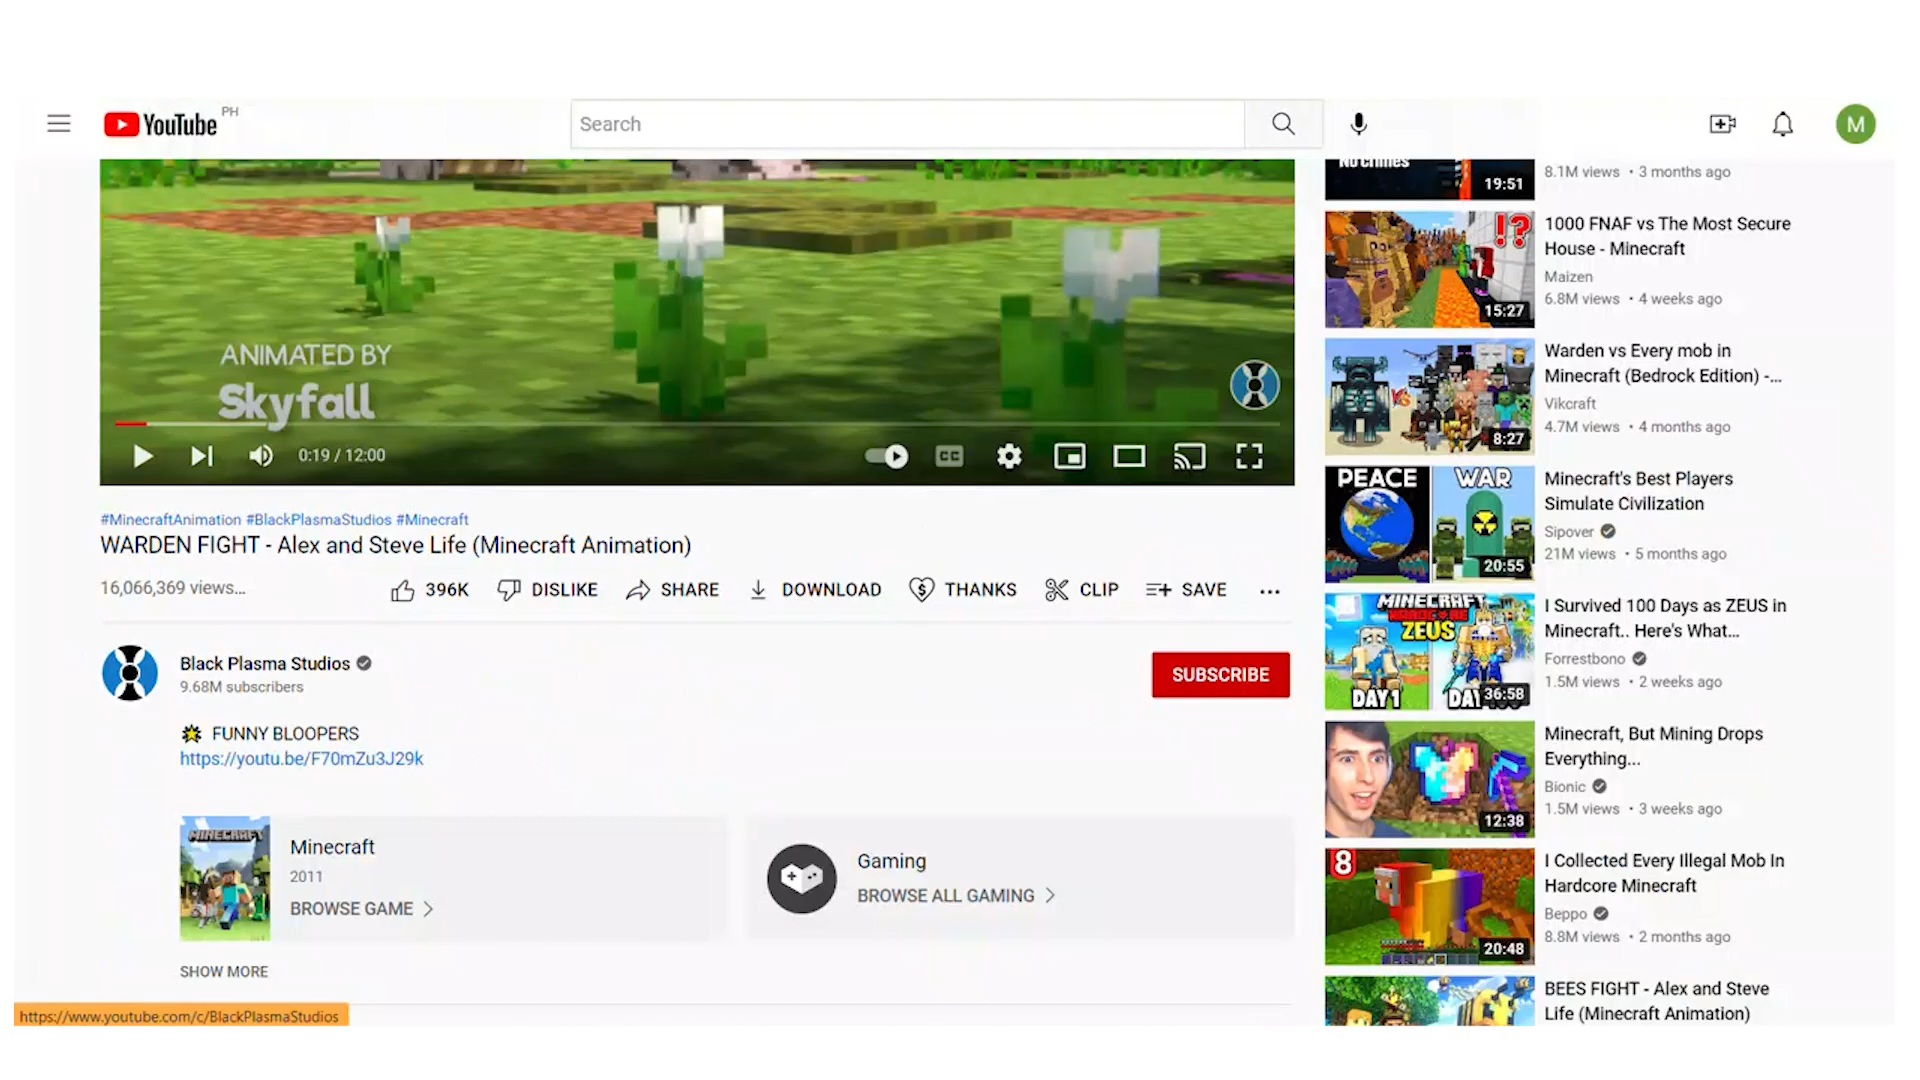 YouTube PH
Search
M
ANIMATED BY
Skyfall
0:19 / 12:00
CC
#MinecraftAnimation #BlackPlasmaStudios #Minecraft
WARDEN FIGHT - Alex and Steve Life (Minecraft Animation)
16,066,369 views...
396K DISLIKE SHARE DOWNLOAD THANKS CLIP SAVE
Black Plasma Studios
9.68M subscribers
SUBSCRIBE
FUNNY BLOOPERS
https://youtu.be/F70mZu3J29k
MINECRAFT
Minecraft
2011
BROWSE GAME
Gaming
BROWSE ALL GAMING
SHOW MORE
https://www.youtube.com/c/BlackPlasmaStudios
No Crimes
19:51
8.1M views • 3 months ago
!?
15:27
1000 FNAF vs The Most Secure
House - Minecraft
Maizen
6.8M views • 4 weeks ago
VS
8:27
Warden vs Every mob in
Minecraft (Bedrock Edition) -...
Vikcraft
4.7M views • 4 months ago
PEACE WAR
20:55
Minecraft's Best Players
Simulate Civilization
Sipover
21M views • 5 months ago
MINECRAFT
HARDCORE
ZEUS
DAY 1
36:58
I Survived 100 Days as ZEUS in
Minecraft.. Here's What...
Forrestbono
1.5M views • 2 weeks ago
12:38
Minecraft, But Mining Drops
Everything...
Bionic
1.5M views • 3 weeks ago
8
20:48
I Collected Every Illegal Mob In
Hardcore Minecraft
Beppo
8.8M views • 2 months ago
BEES FIGHT - Alex and Steve
Life (Minecraft Animation)